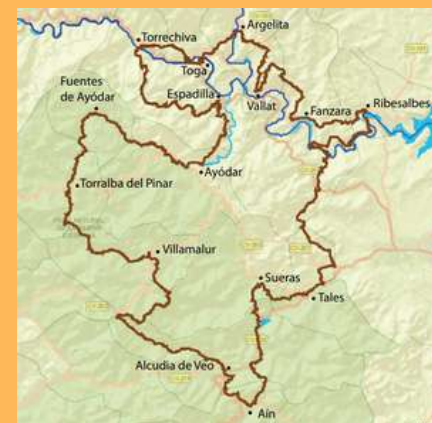 Argelita
Torrechiva
Toga
Fuentes
de Ayódar
Espadilla
Vallat
Fanzara
Ribesalbes
Ayódar
Torralba del Pinar
Villamalur
Sueras
Tales
Alcudia de Veo
Aín